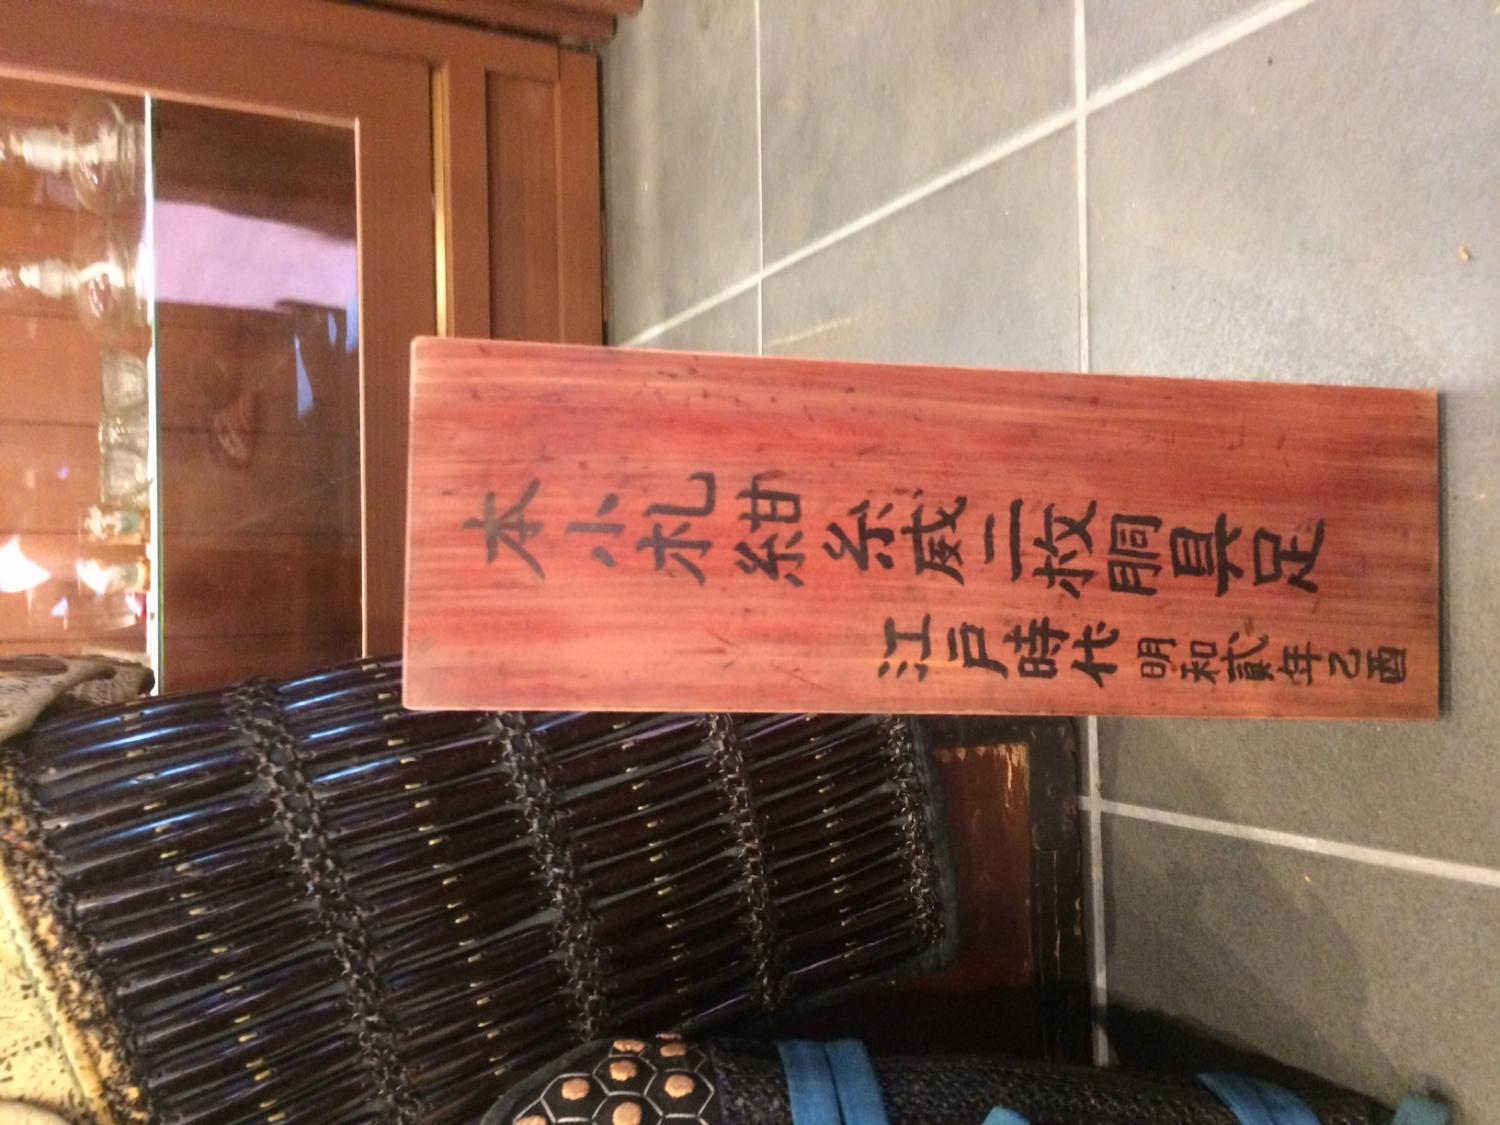 本小札紺糸威二枚胴具足
江戸時代 明和貳年乙酉